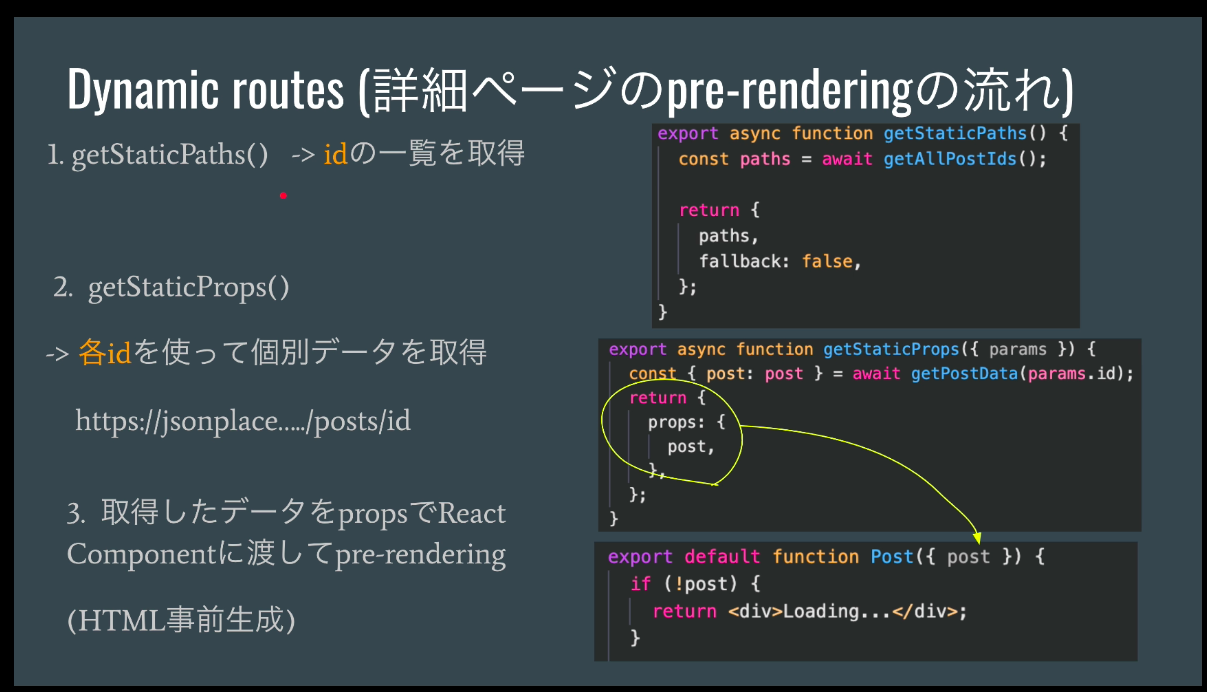 Dynamic routes (詳細ページのpre-renderingの流れ)
1. getStaticPaths() -> idの一覧を取得
2. getStaticProps()
-> 各idを使って個別データを取得
https://jsonplace...../posts/id
3. 取得したデータをpropsでReact
Componentに渡してpre-rendering
(HTML事前生成)
export async function getStaticPaths() {
const paths = await getAllPostIds();
return {
paths,
fallback: false,
};
}
export async function getStaticProps({ params }) {
const { post: post } = await getPostData(params.id);
return {
props: {
post,
},
};
}
export default function Post({ post }) {
if (!post) {
return <div>Loading...</div>;
}